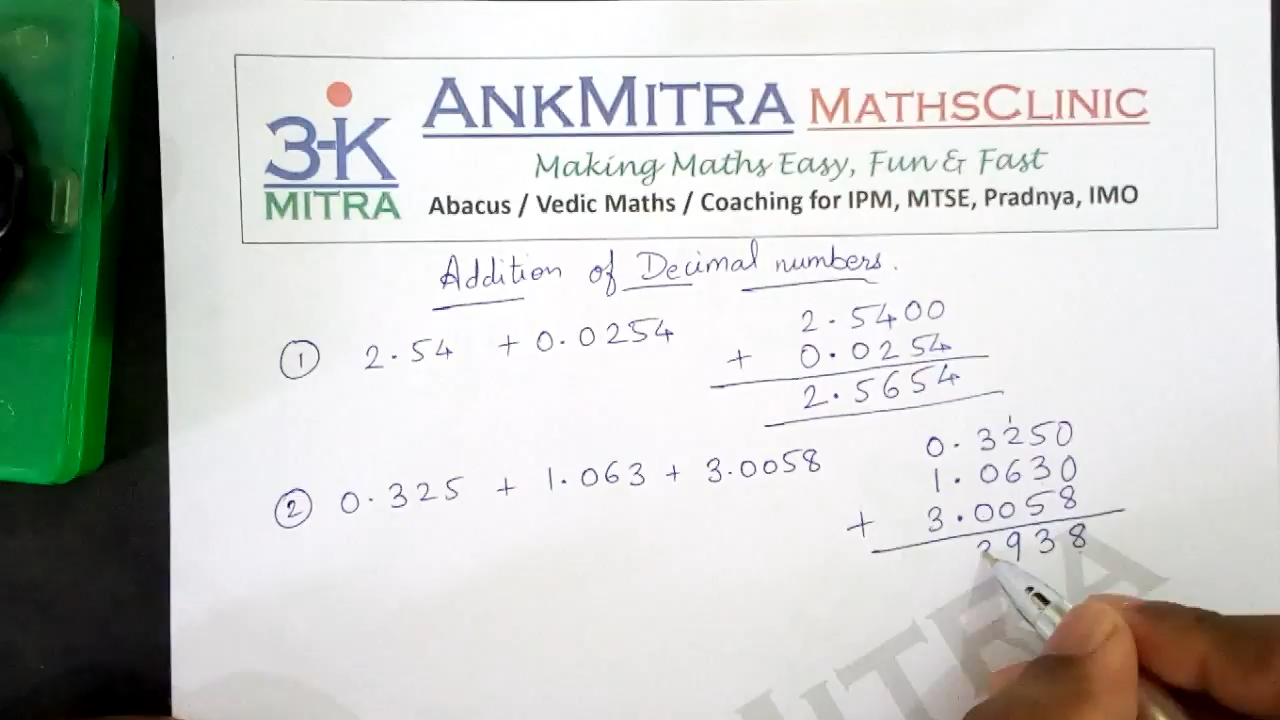 3-K
MITRA
ANKMITRA MATHSCLINIC
Making Maths Easy, Fun & Fast
Abacus / Vedic Maths / Coaching for IPM, MTSE, Pradnya, IMO
Addition of Decimal numbers.
① 2.54 + 0.0254
2.5400
+ 0.0254
2.5654
② 0.325 + 1.063 + 3.0058
1
0.3250
1.0630
+ 3.0058
3938